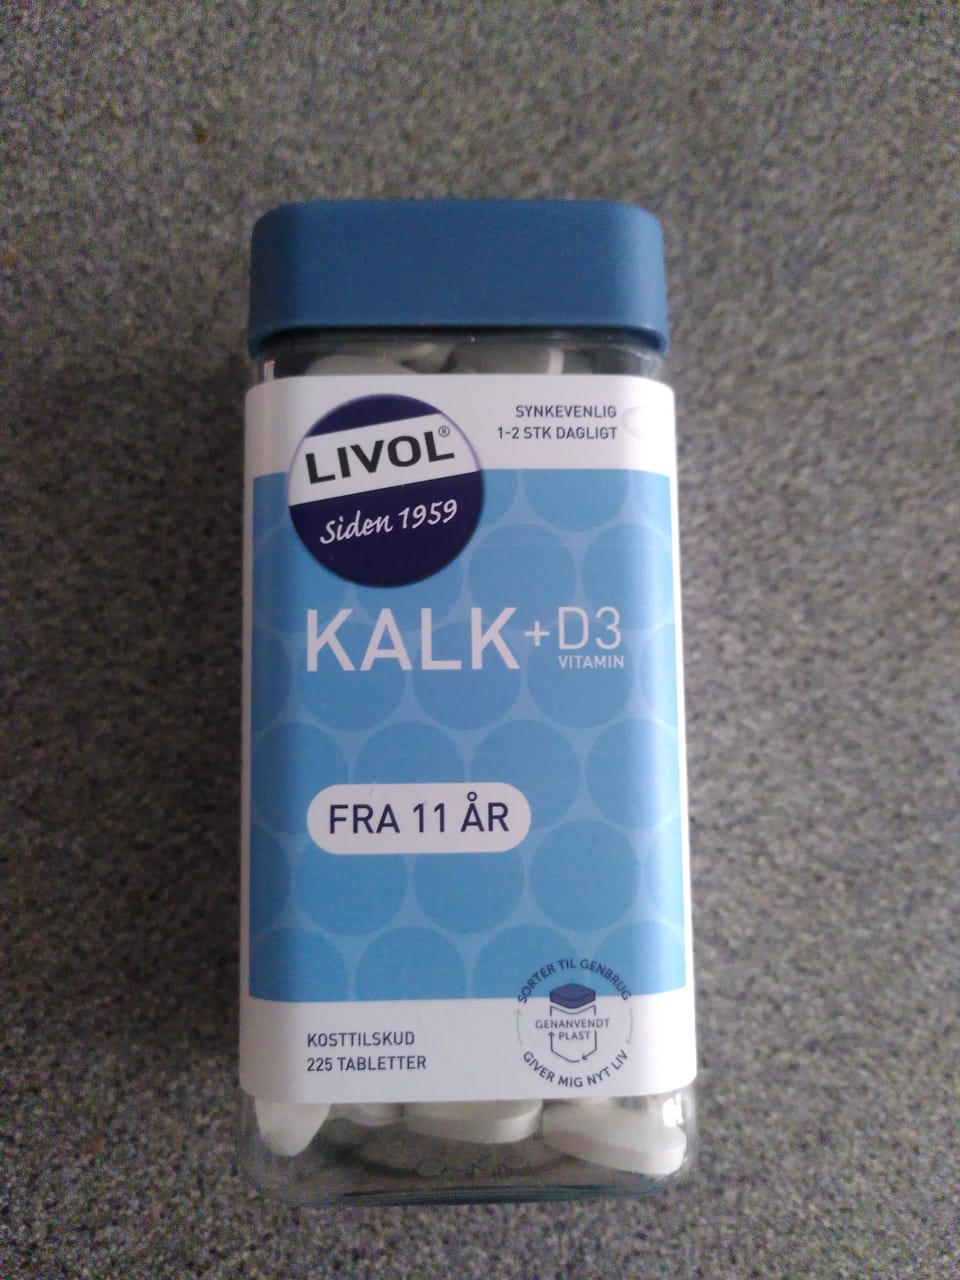 SYNKEVENLIG
1-2 STK DAGLIGT
LIVOL®
Siden 1959
KALK+D3
VITAMIN
FRA 11 ÅR
KOSTTILSKUD
225 TABLETTER
SORTER TIL GENBRUG
GENANVENDT
PLAST
GIVER MIG NYT LIV